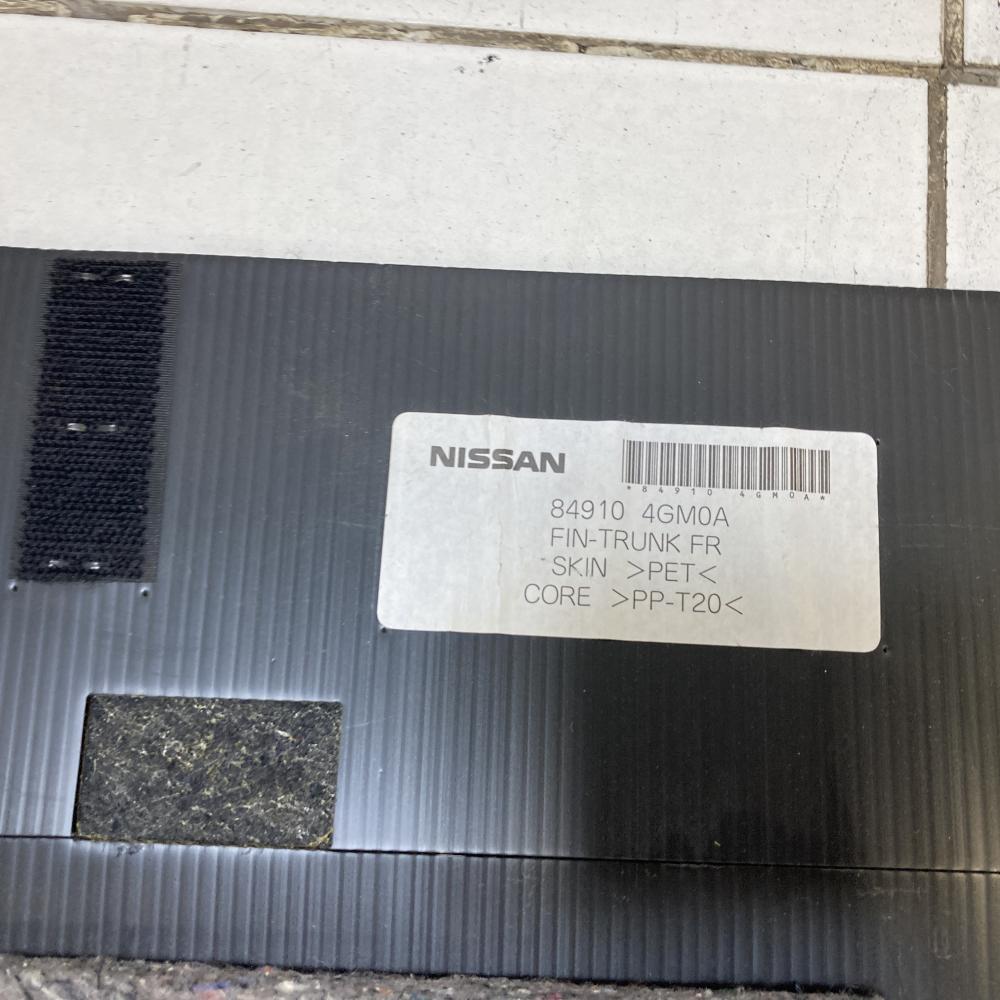 NISSAN
*84910 4GM0A*
84910 4GM0A
FIN-TRUNK FR
SKIN >PET<
CORE >PP-T20<